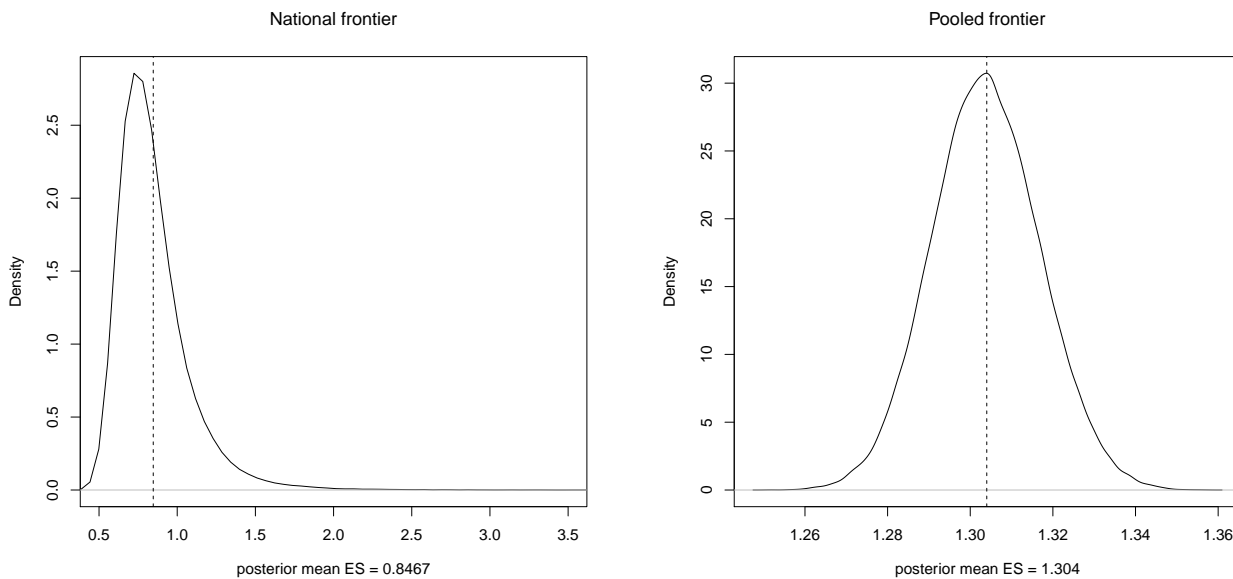 National frontier
Density
0.0 0.5 1.0 1.5 2.0 2.5
0.5 1.0 1.5 2.0 2.5 3.0 3.5
posterior mean ES = 0.8467
Pooled frontier
Density
0 5 10 15 20 25 30
1.26 1.28 1.30 1.32 1.34 1.36
posterior mean ES = 1.304